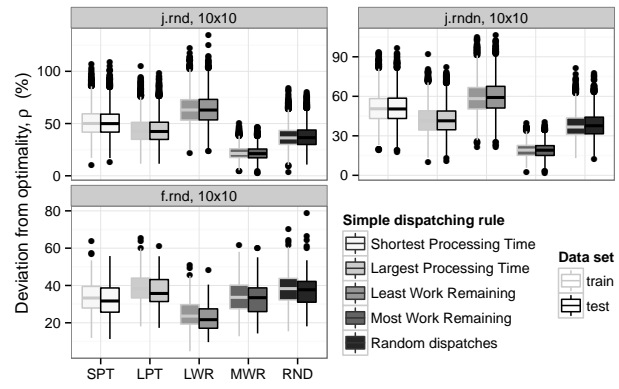 j.rnd, 10x10
100
50
0
j.rndn, 10x10
90
60
30
0
f.rnd, 10x10
80
60
40
20
SPT LPT LWR MWR RND
Deviation from optimality, ρ (%)
Simple dispatching rule
Shortest Processing Time
Largest Processing Time
Least Work Remaining
Most Work Remaining
Random dispatches
Data set
train
test